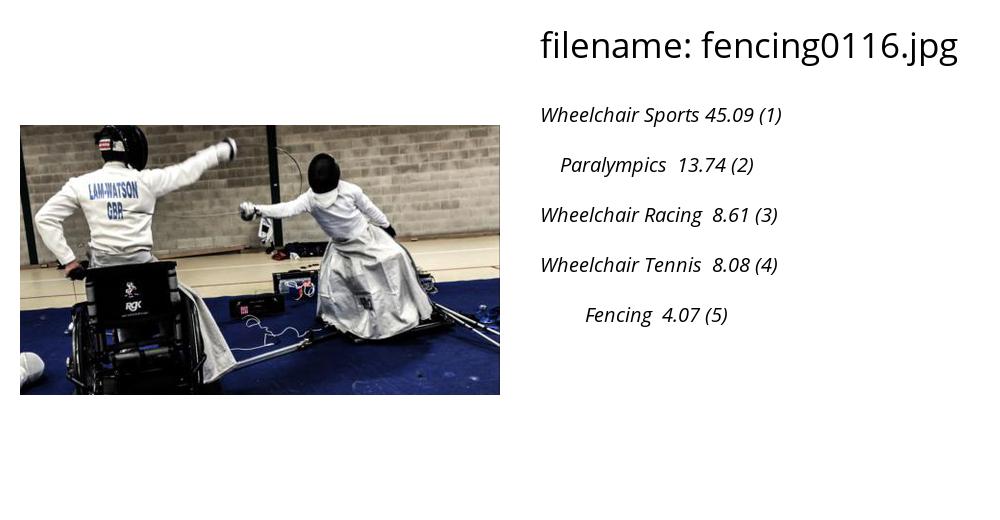 filename: fencing0116.jpg
Wheelchair Sports 45.09 (1)
Paralympics 13.74 (2)
Wheelchair Racing 8.61 (3)
Wheelchair Tennis 8.08 (4)
Fencing 4.07 (5)
LAM-WATSON
GBR
RGK